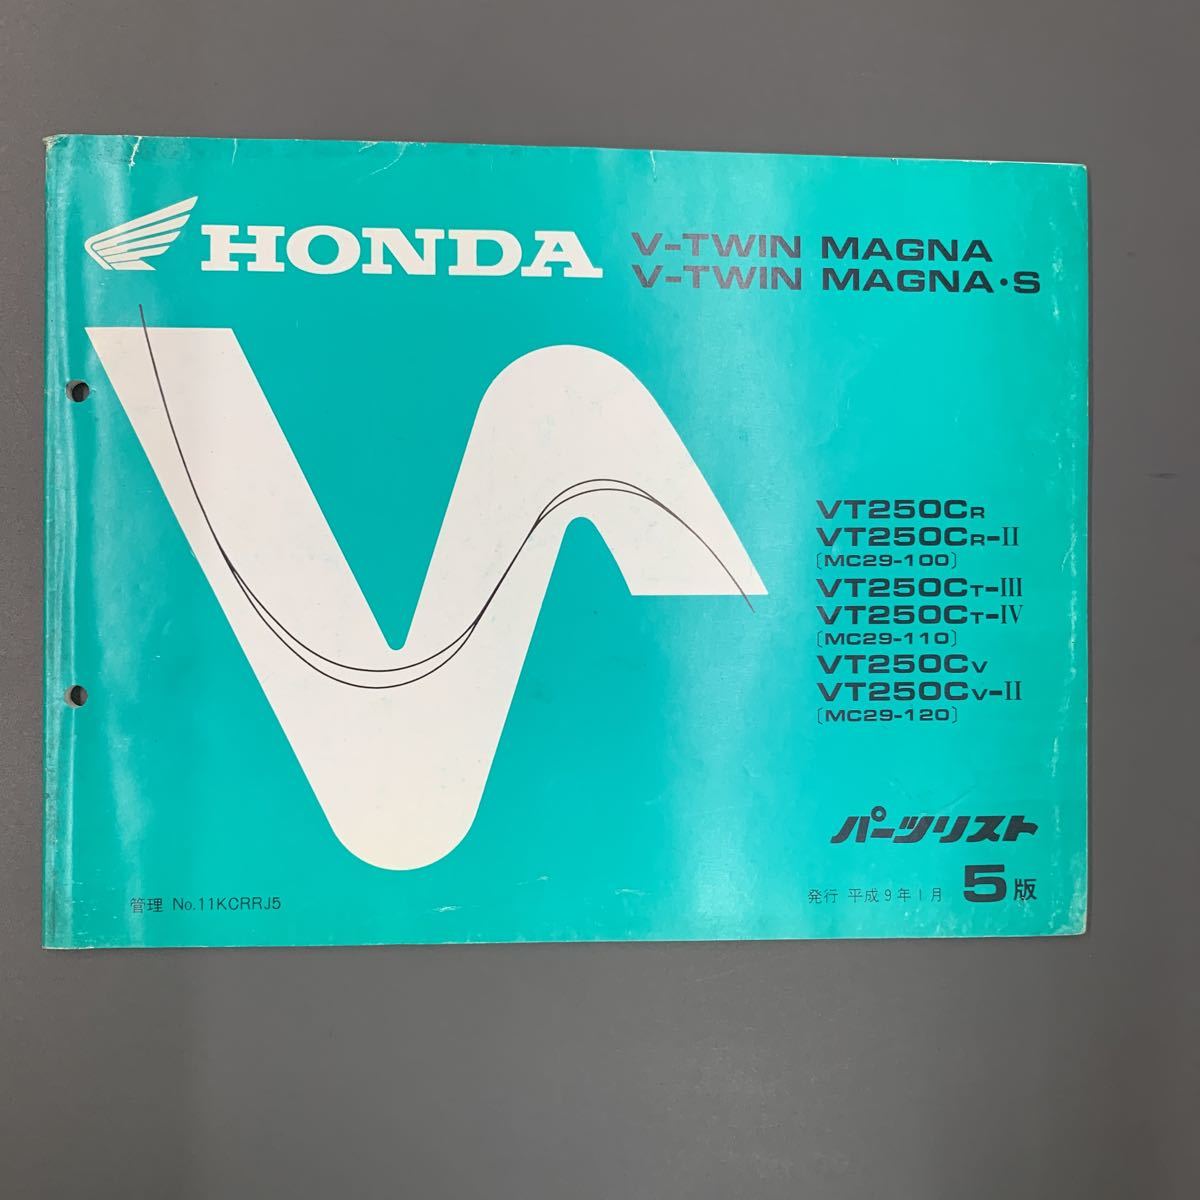 HONDA
V-TWIN MAGNA
V-TWIN MAGNA・S
VT250CR
VT250CR-II
〔MC29-100〕
VT250CT-III
VT250CT-IV
〔MC29-110〕
VT250CV
VT250CV-II
〔MC29-120〕
パーツリスト
管理 No.11KCRRJ5
発行 平成9年1月 5版